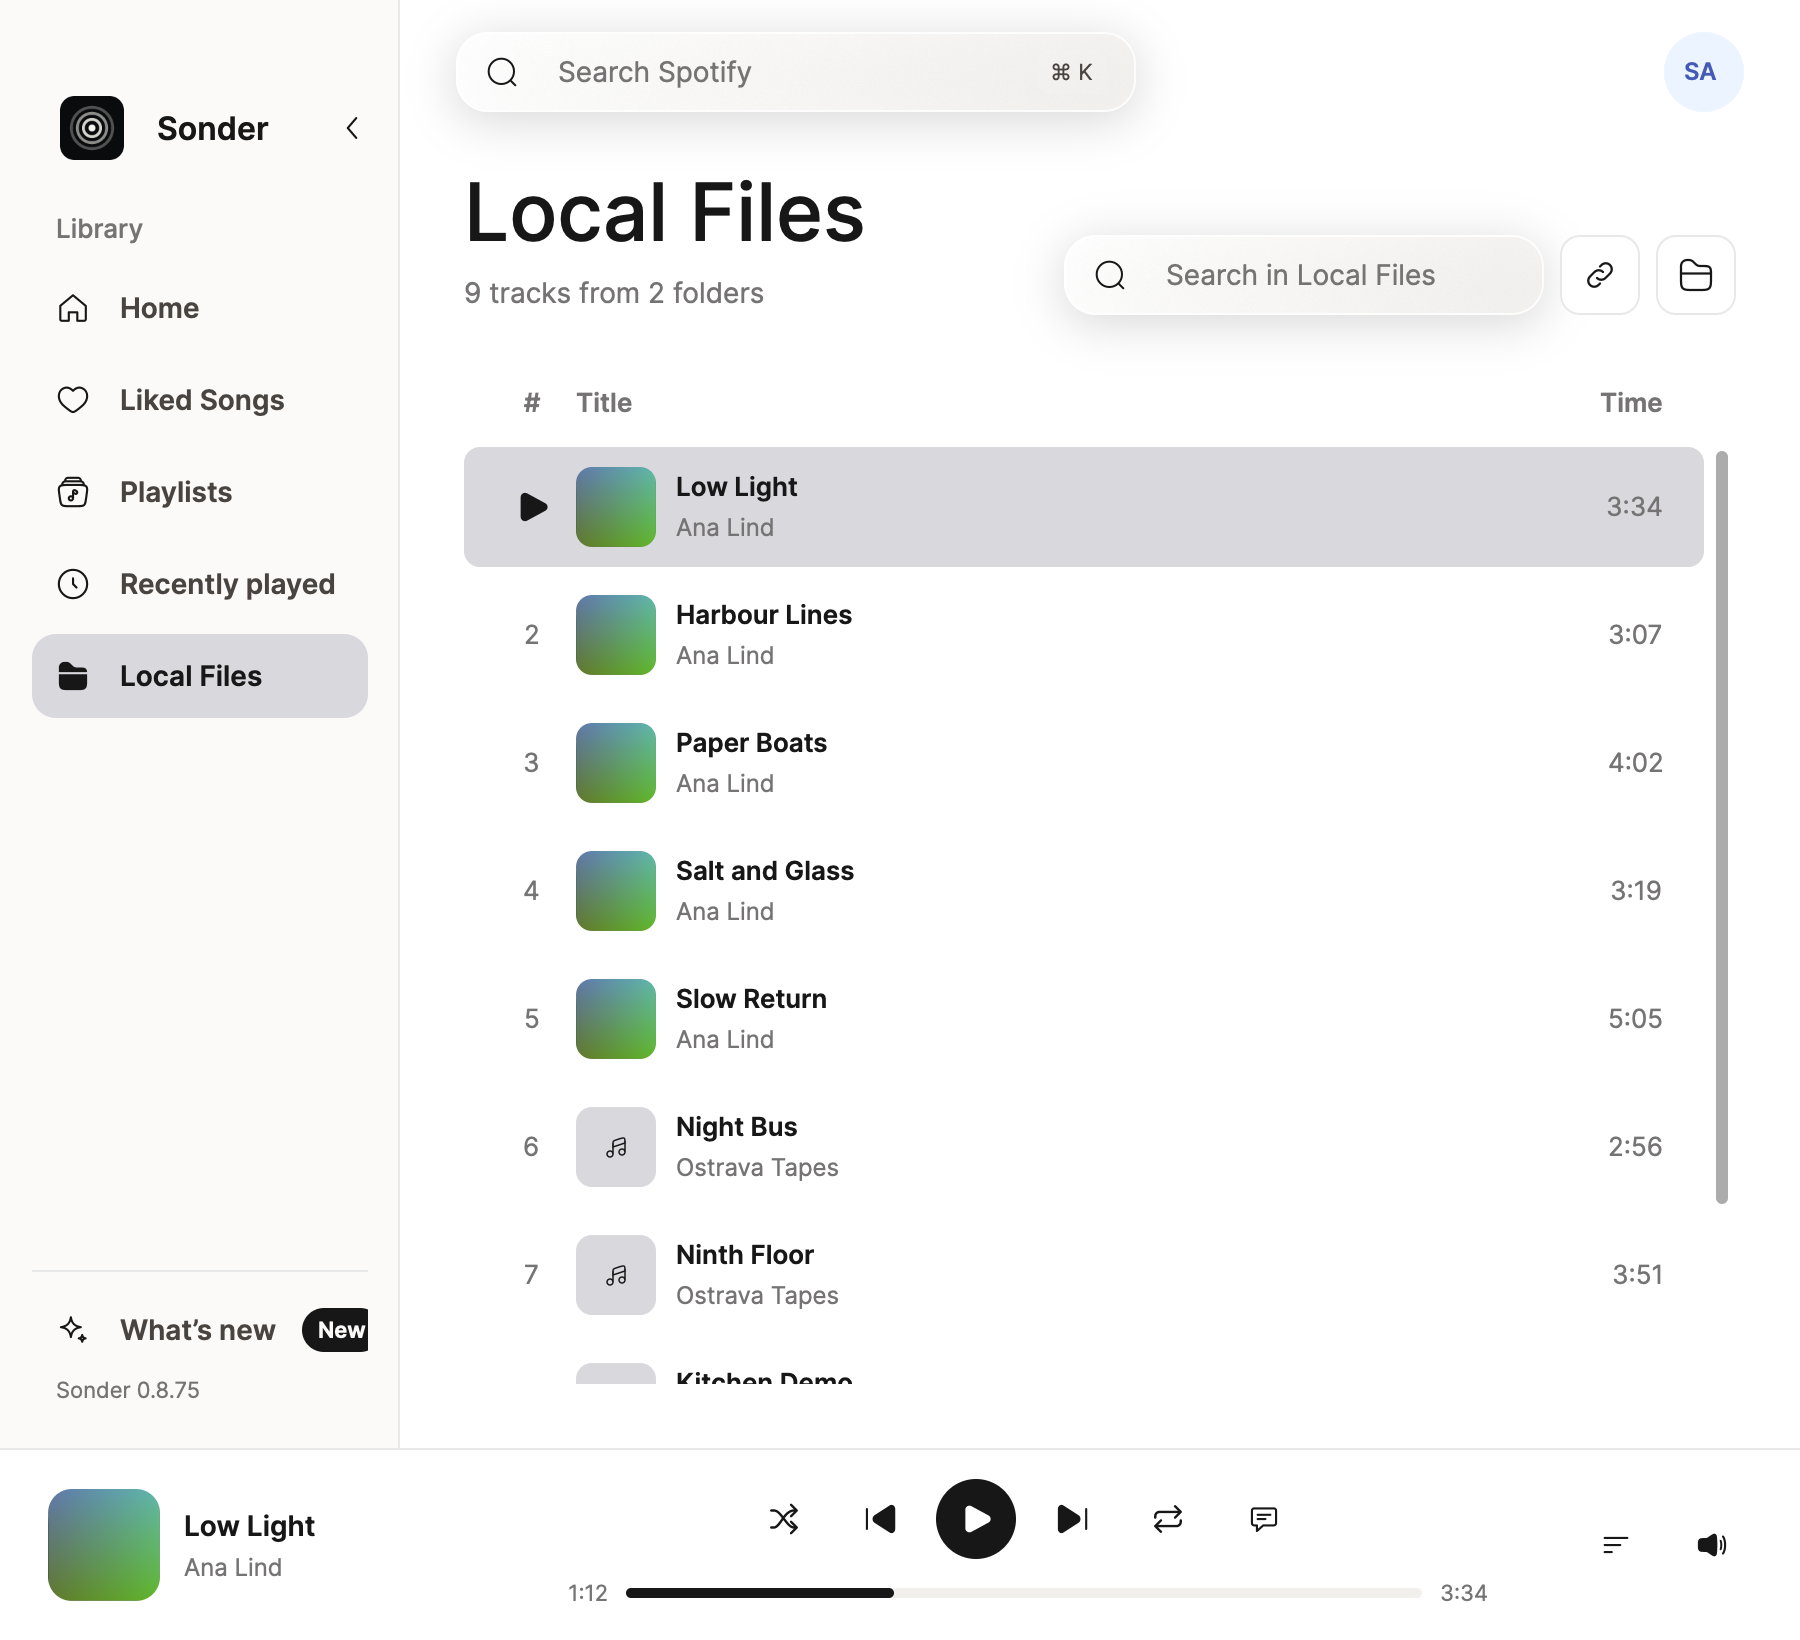 Sonder
Library
Home
Liked Songs
Playlists
Recently played
Local Files
What’s new
New
Sonder 0.8.75
Search Spotify
⌘ K
SA
Local Files
9 tracks from 2 folders
Search in Local Files
# Title Time
Low Light
Ana Lind
3:34
2
Harbour Lines
Ana Lind
3:07
3
Paper Boats
Ana Lind
4:02
4
Salt and Glass
Ana Lind
3:19
5
Slow Return
Ana Lind
5:05
6
Night Bus
Ostrava Tapes
2:56
7
Ninth Floor
Ostrava Tapes
3:51
Kitchen Demo
Low Light
Ana Lind
1:12
3:34